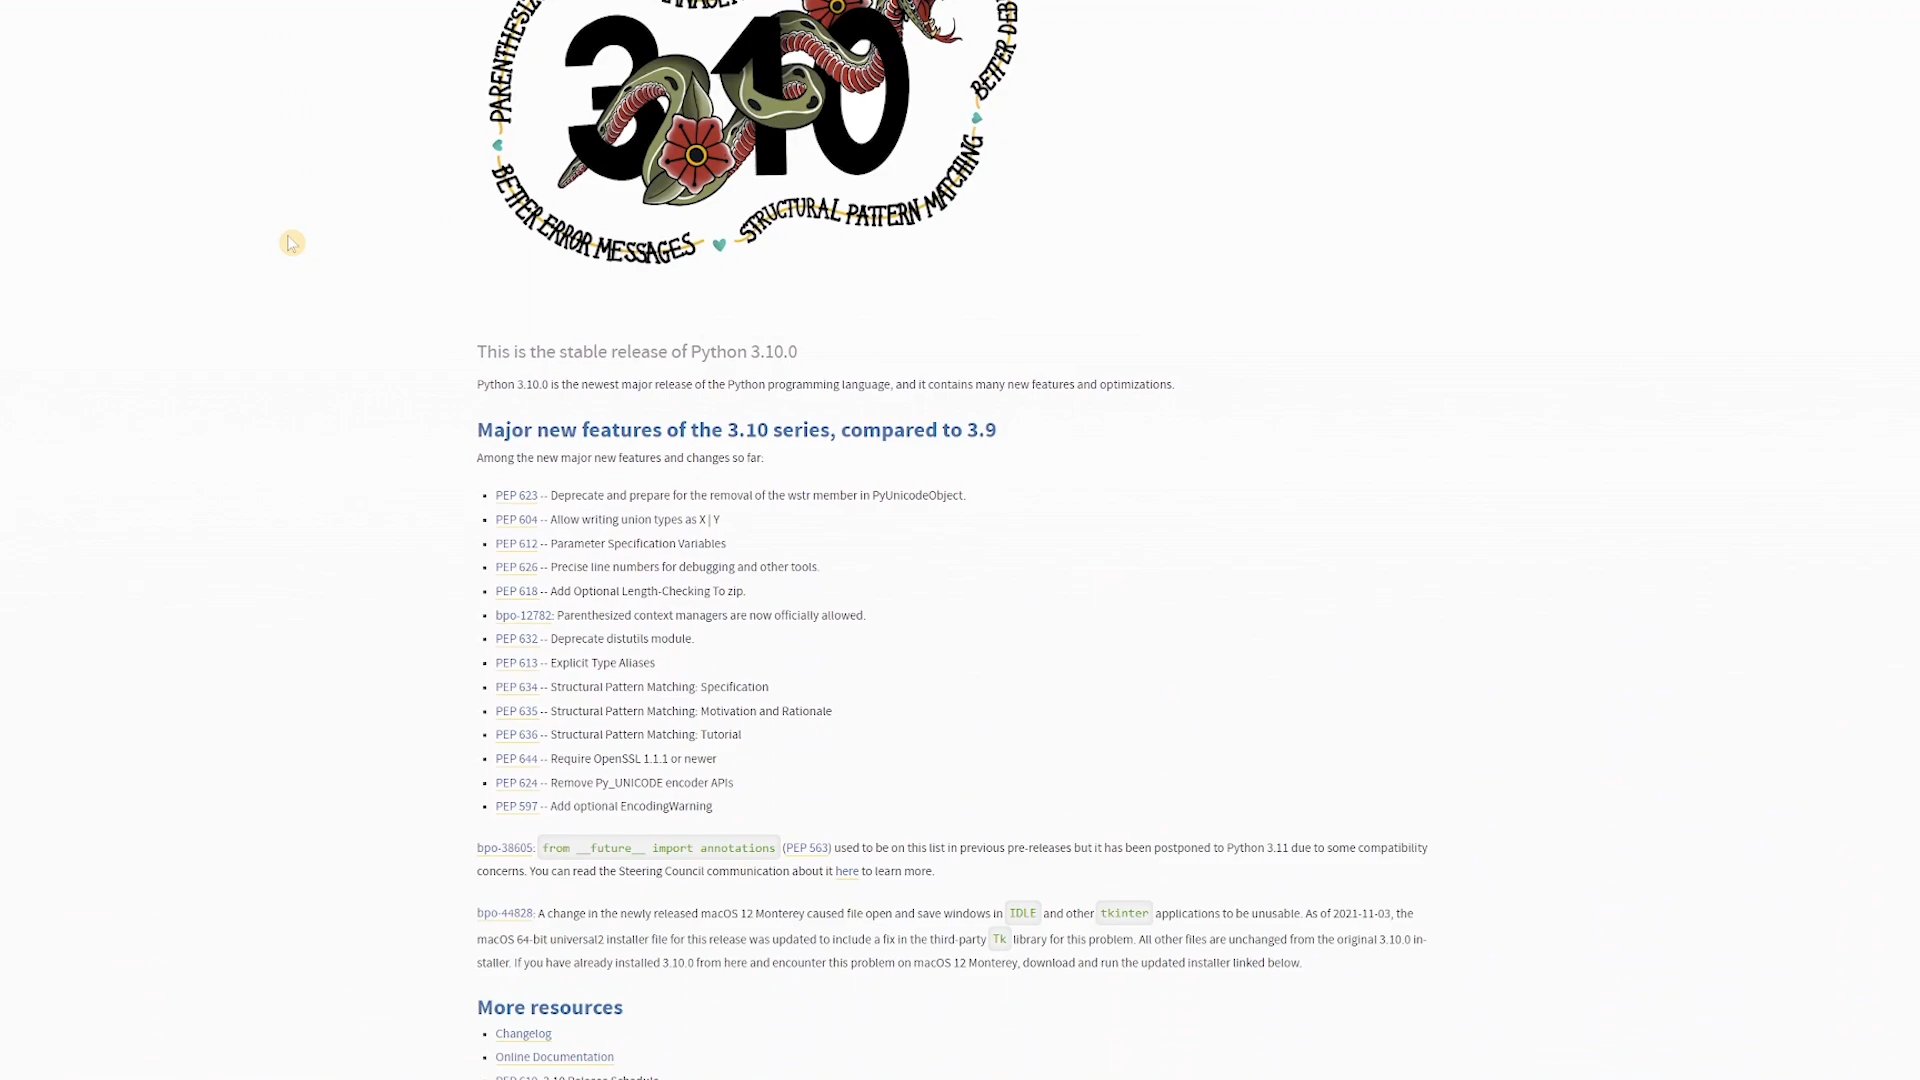 3.10
BETTER ERROR MESSAGES
STRUCTURAL PATTERN MATCHING
This is the stable release of Python 3.10.0
Python 3.10.0 is the newest major release of the Python programming language, and it contains many new features and optimizations.
Major new features of the 3.10 series, compared to 3.9
Among the new major new features and changes so far:
PEP 623 -- Deprecate and prepare for the removal of the wstr member in PyUnicodeObject.
PEP 604 -- Allow writing union types as X | Y
PEP 612 -- Parameter Specification Variables
PEP 626 -- Precise line numbers for debugging and other tools.
PEP 618 -- Add Optional Length-Checking To zip.
bpo-12782: Parenthesized context managers are now officially allowed.
PEP 632 -- Deprecate distutils module.
PEP 613 -- Explicit Type Aliases
PEP 634 -- Structural Pattern Matching: Specification
PEP 635 -- Structural Pattern Matching: Motivation and Rationale
PEP 636 -- Structural Pattern Matching: Tutorial
PEP 644 -- Require OpenSSL 1.1.1 or newer
PEP 624 -- Remove Py_UNICODE encoder APIs
PEP 597 -- Add optional EncodingWarning
bpo-38605: from __future__ import annotations (PEP 563) used to be on this list in previous pre-releases but it has been postponed to Python 3.11 due to some compatibility
concerns. You can read the Steering Council communication about it here to learn more.
bpo-44828: A change in the newly released macOS 12 Monterey caused file open and save windows in IDLE and other tkinter applications to be unusable. As of 2021-11-03, the
macOS 64-bit universal2 installer file for this release was updated to include a fix in the third-party Tk library for this problem. All other files are unchanged from the original 3.10.0 in-
staller. If you have already installed 3.10.0 from here and encounter this problem on macOS 12 Monterey, download and run the updated installer linked below.
More resources
Changelog
Online Documentation